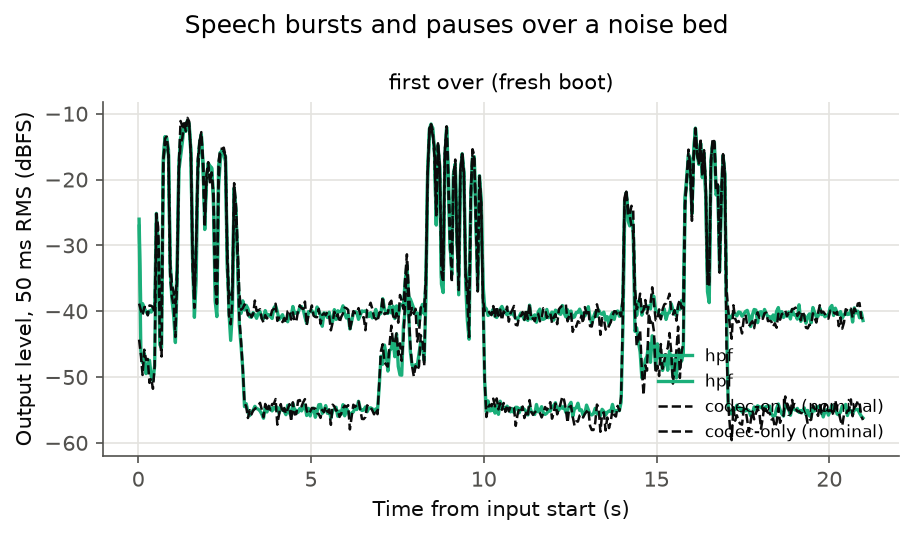 Speech bursts and pauses over a noise bed
first over (fresh boot)
Output level, 50 ms RMS (dBFS)
−10
−20
−30
−40
−50
−60
hpf
hpf
codec-only (nominal)
codec-only (nominal)
0 5 10 15 20
Time from input start (s)